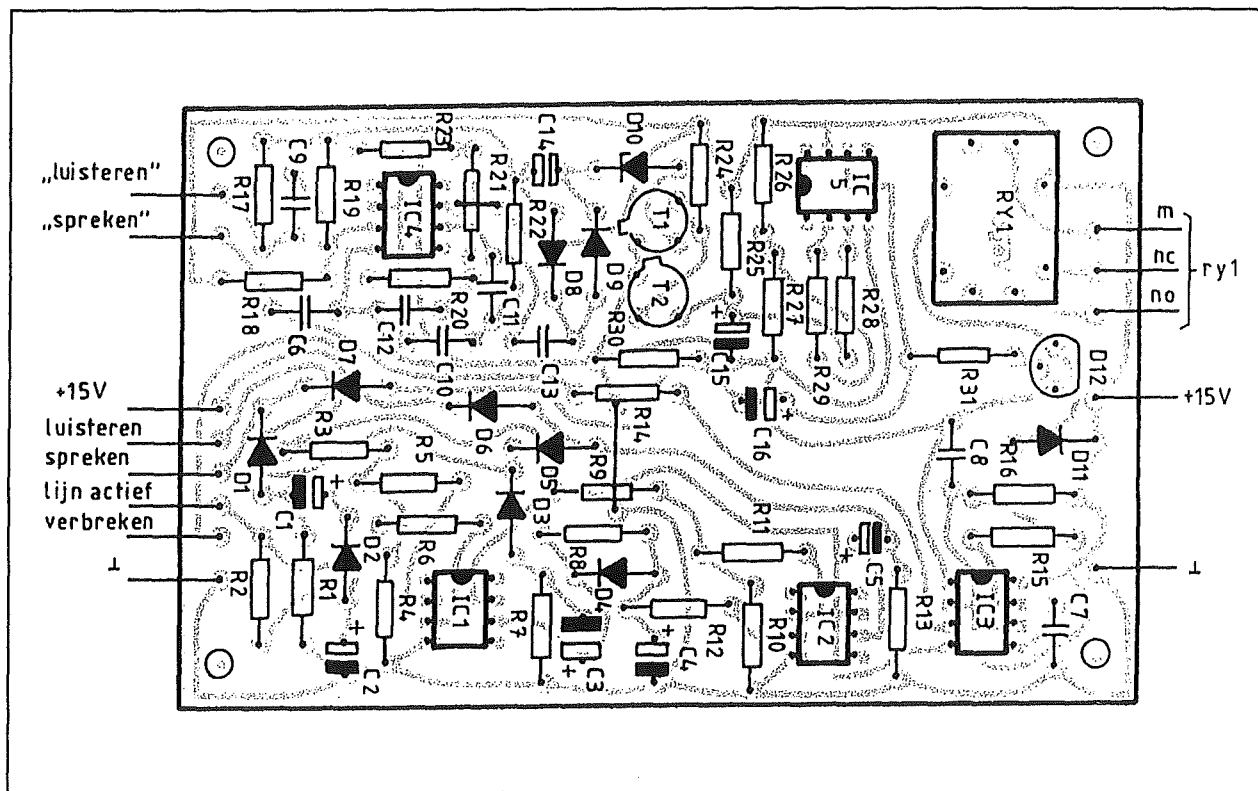 „luisteren“
„spreken“
+15V
luisteren
spreken
lijn actief
verbreken
⊥
R17
C9
R19
R23
IC4
R21
R22
C14
D10
D8
D9
T1
T2
R24
R25
R26
IC
5
RY1
m
nc
no
ry1
R18
C6
C12
R20
C11
C10
C13
R30
C15
R27
R29
R28
R31
D12
+15V
D7
D6
R14
C16
D1
R3
R5
D5
R9
D3
C8
R16
D11
C1
D2
R6
R8
R11
C5
R15
⊥
R2
R1
R4
IC1
R7
D4
C3
C4
R12
R10
IC2
R13
IC3
C7
C2